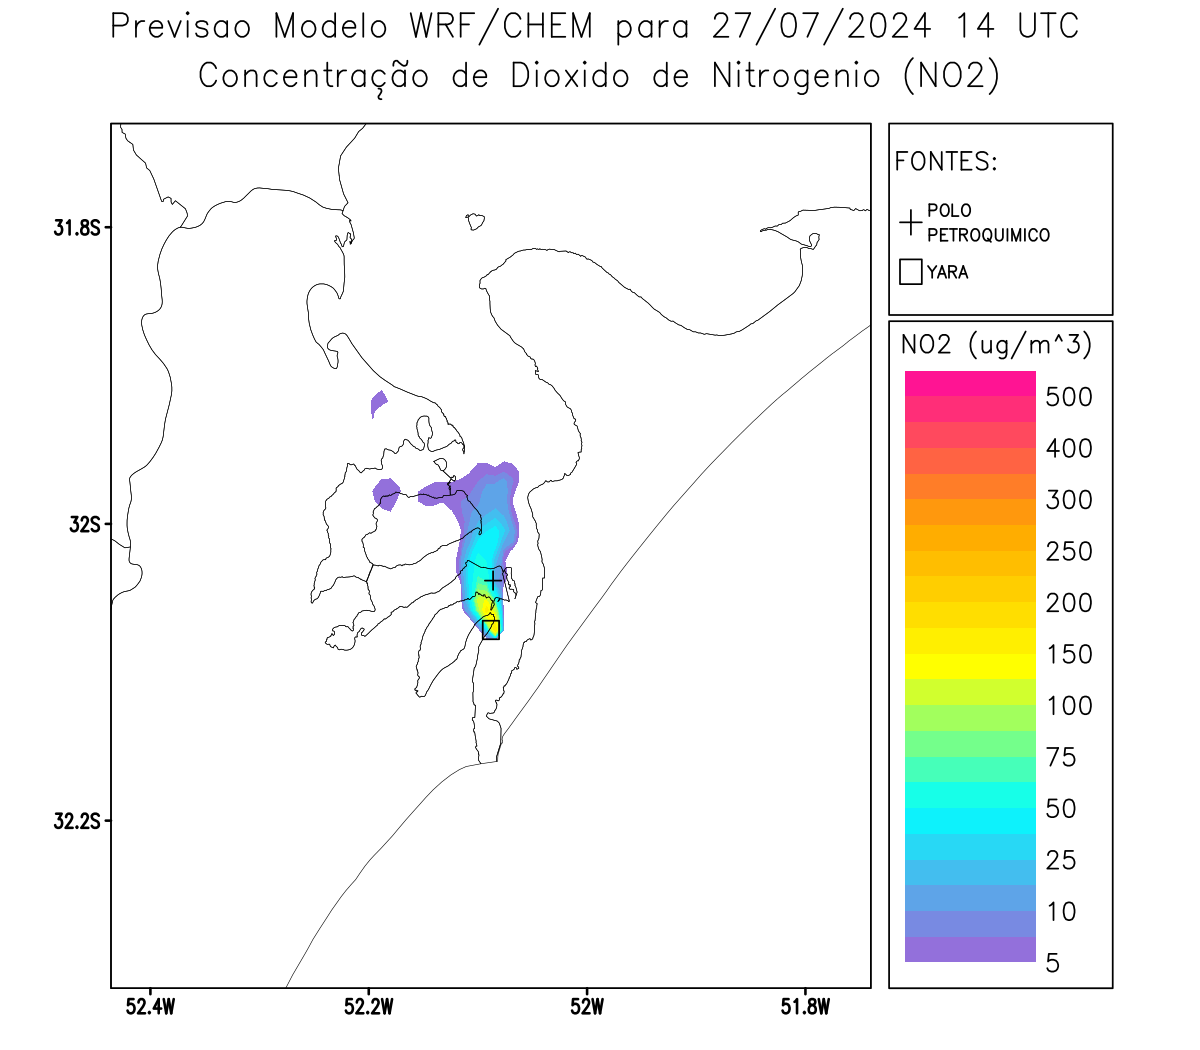 Previsao Modelo WRF/CHEM para 27/07/2024 14 UTC
Concentração de Dioxido de Nitrogenio (NO2)
FONTES:
POLO
PETROQUIMICO
YARA
NO2 (ug/m^3)
500
400
300
250
200
150
100
75
50
25
10
5
31.8S
32S
32.2S
52.4W
52.2W
52W
51.8W